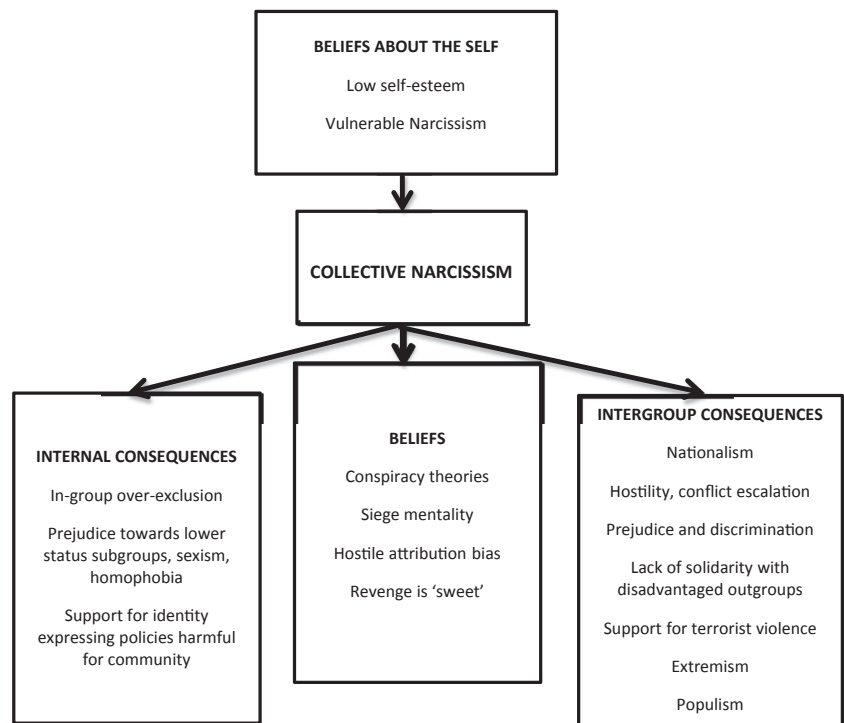 BELIEFS ABOUT THE SELF
Low self-esteem
Vulnerable Narcissism
COLLECTIVE NARCISSISM
INTERNAL CONSEQUENCES
In-group over-exclusion
Prejudice towards lower
status subgroups, sexism,
homophobia
Support for identity
expressing policies harmful
for community
BELIEFS
Conspiracy theories
Siege mentality
Hostile attribution bias
Revenge is ‘sweet’
INTERGROUP CONSEQUENCES
Nationalism
Hostility, conflict escalation
Prejudice and discrimination
Lack of solidarity with
disadvantaged outgroups
Support for terrorist violence
Extremism
Populism